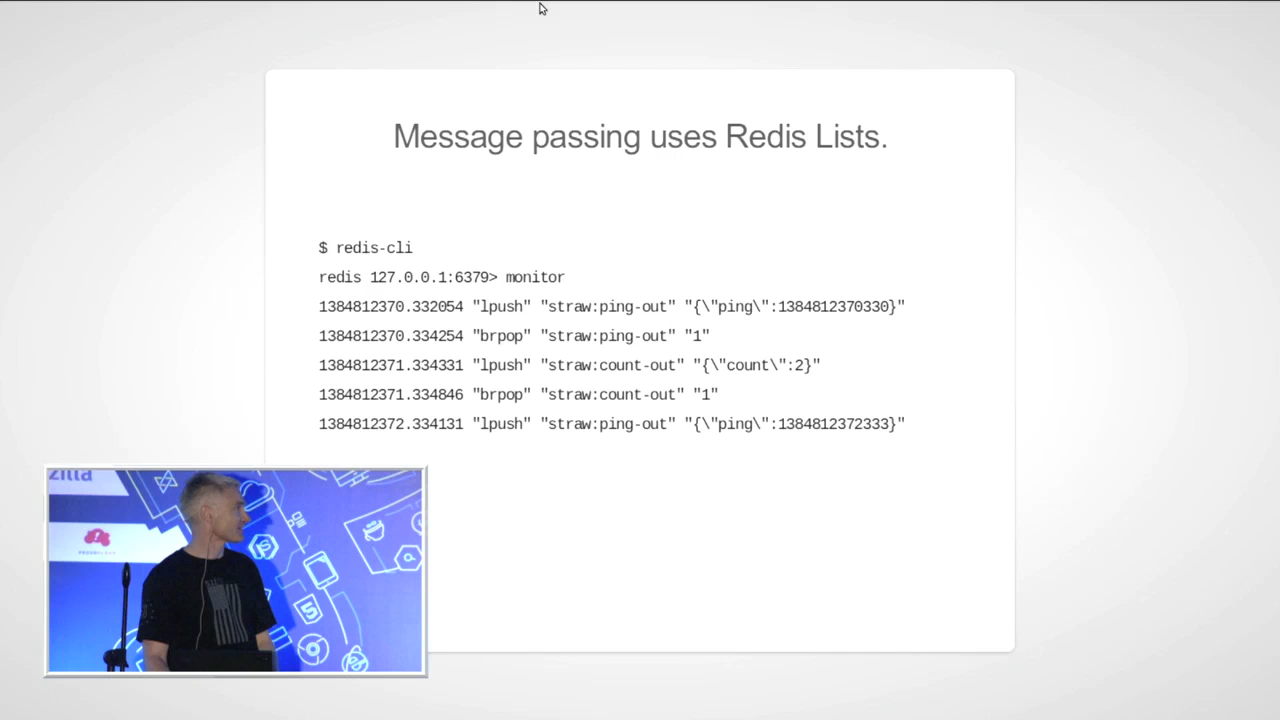 Message passing uses Redis Lists.
$ redis-cli
redis 127.0.0.1:6379> monitor
1384812370.332054 "lpush" "straw:ping-out" "{\"ping\":1384812370330}"
1384812370.334254 "brpop" "straw:ping-out" "1"
1384812371.334331 "lpush" "straw:count-out" "{\"count\":2}"
1384812371.334846 "brpop" "straw:count-out" "1"
1384812372.334131 "lpush" "straw:ping-out" "{\"ping\":1384812372333}"
zilla